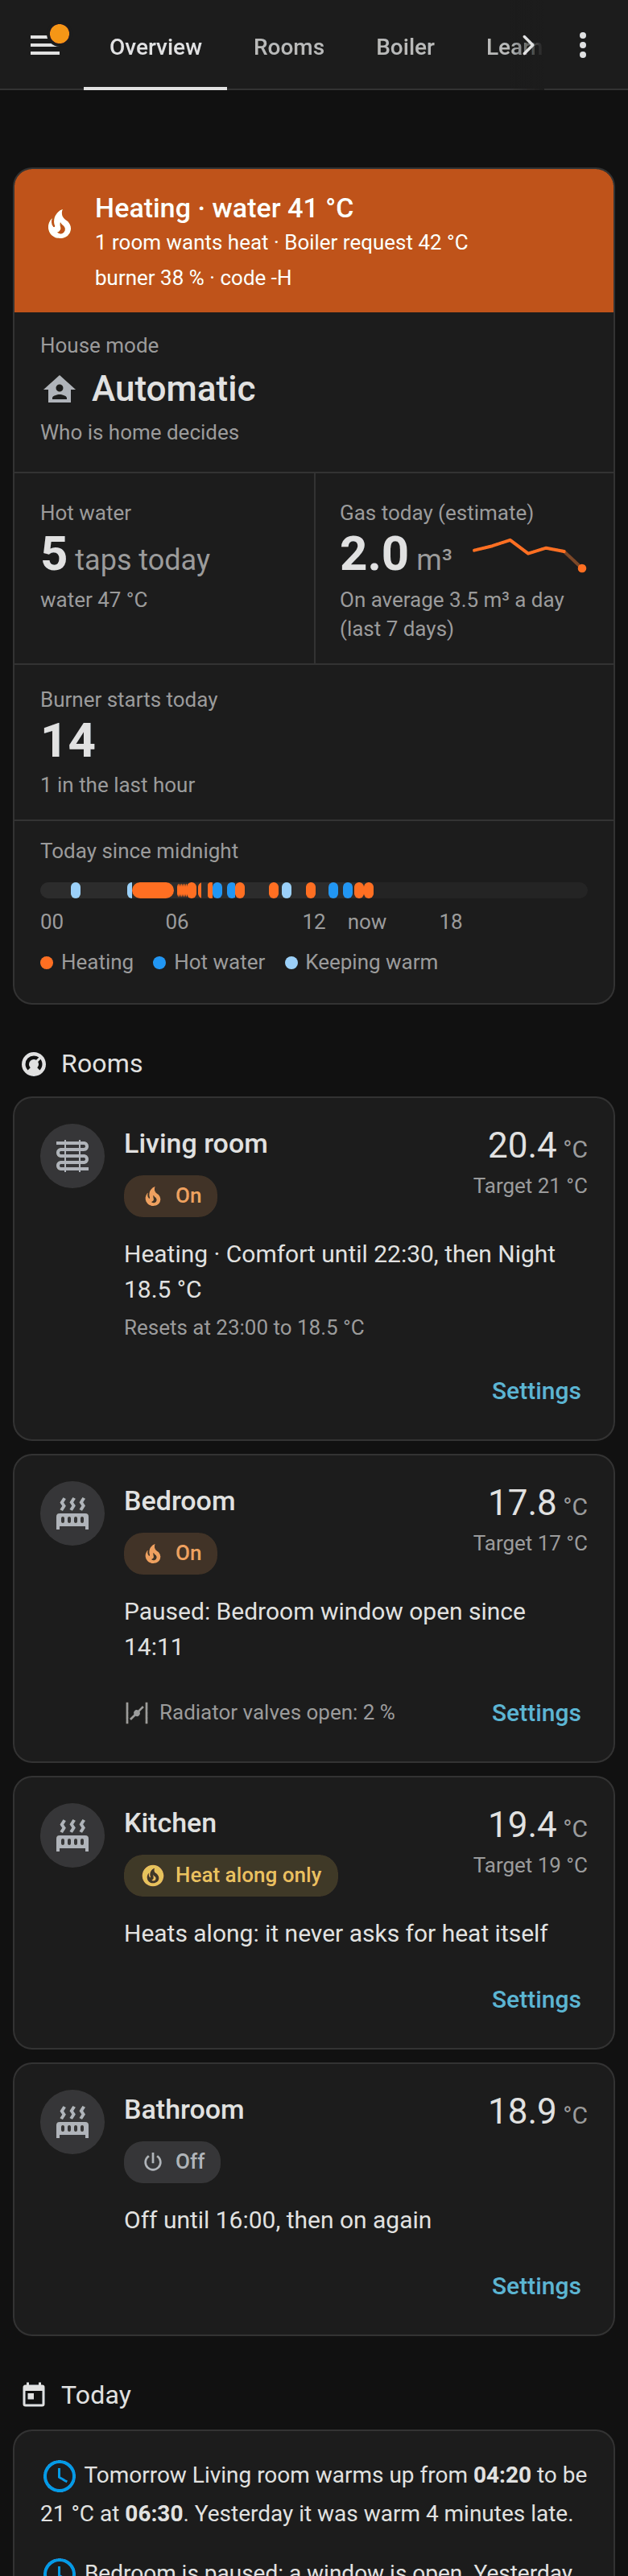 Overview Rooms Boiler Learn
Heating · water 41 °C
1 room wants heat · Boiler request 42 °C
burner 38 % · code -H
House mode
Automatic
Who is home decides
Hot water
5 taps today
water 47 °C
Gas today (estimate)
2.0 m³
On average 3.5 m³ a day
(last 7 days)
Burner starts today
14
1 in the last hour
Today since midnight
00 06 12 now 18
Heating Hot water Keeping warm
Rooms
Living room
20.4 °C
On
Target 21 °C
Heating · Comfort until 22:30, then Night
18.5 °C
Resets at 23:00 to 18.5 °C
Settings
Bedroom
17.8 °C
On
Target 17 °C
Paused: Bedroom window open since
14:11
Radiator valves open: 2 %
Settings
Kitchen
19.4 °C
Heat along only
Target 19 °C
Heats along: it never asks for heat itself
Settings
Bathroom
18.9 °C
Off
Off until 16:00, then on again
Settings
Today
Tomorrow Living room warms up from 04:20 to be
21 °C at 06:30. Yesterday it was warm 4 minutes late.
Bedroom is paused: a window is open. Yesterday